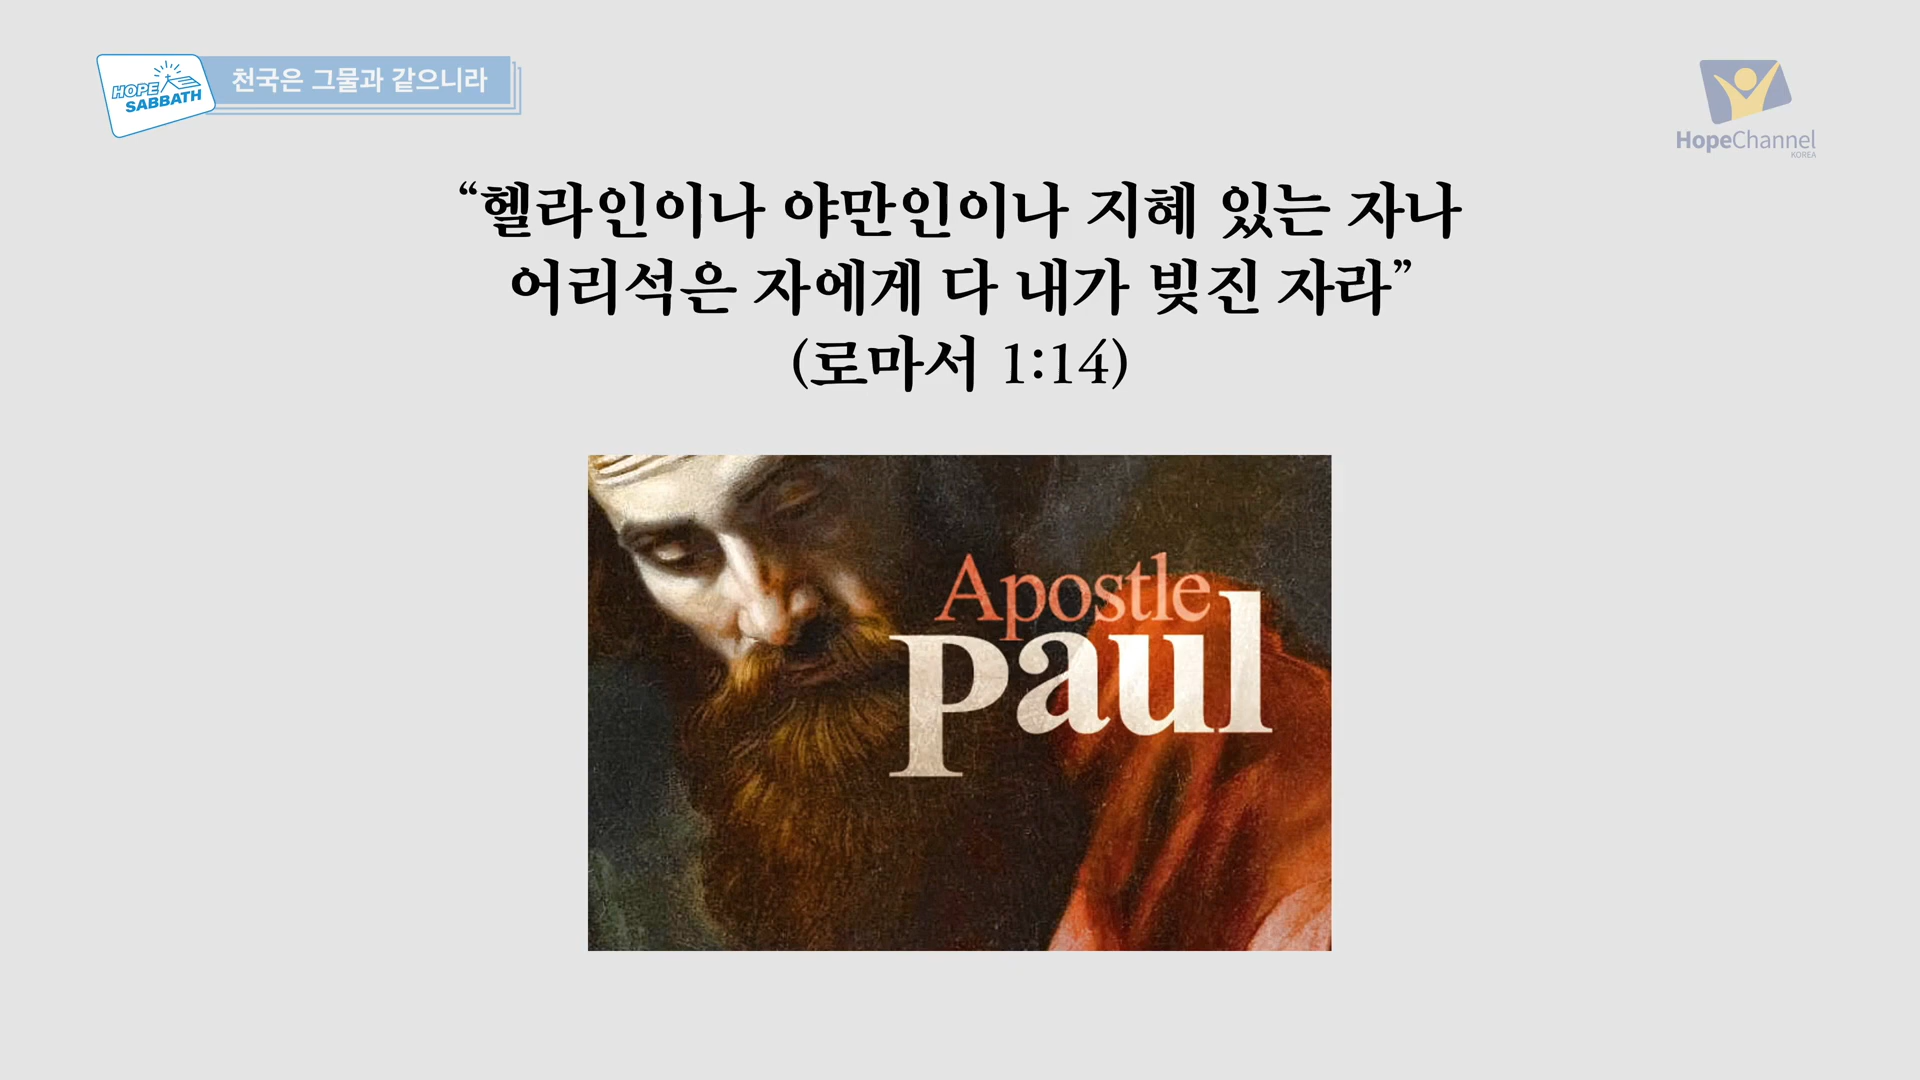 HOPE
SABBATH
천국은 그물과 같으니라
HopeChannel
KOREA
“헬라인이나 야만인이나 지혜 있는 자나
어리석은 자에게 다 내가 빚진 자라”
(로마서 1:14)
Apostle
Paul